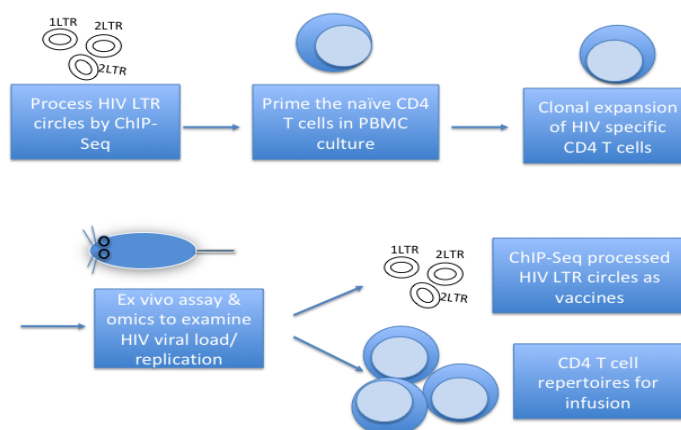 1LTR
2LTR
2LTR
Process HIV LTR
circles by ChIP-
Seq
Prime the naïve CD4
T cells in PBMC
culture
Clonal expansion
of HIV specific
CD4 T cells
Ex vivo assay &
omics to examine
HIV viral load/
replication
1LTR
2LTR
2LTR
ChIP-Seq processed
HIV LTR circles as
vaccines
CD4 T cell
repertoires for
infusion